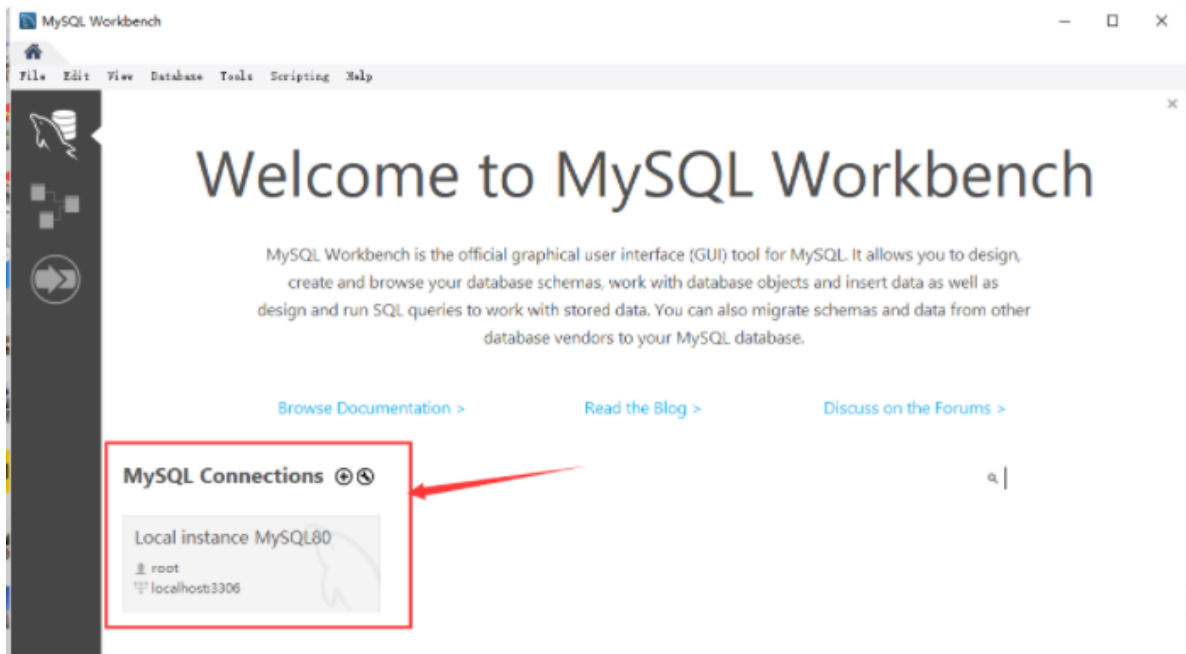 MySQL Workbench
File Edit View Database Tools Scripting Help
Welcome to MySQL Workbench
MySQL Workbench is the official graphical user interface (GUI) tool for MySQL. It allows you to design,
create and browse your database schemas, work with database objects and insert data as well as
design and run SQL queries to work with stored data. You can also migrate schemas and data from other
database vendors to your MySQL database.
Browse Documentation > Read the Blog > Discuss on the Forums >
MySQL Connections
Local instance MySQL80
root
localhost:3306